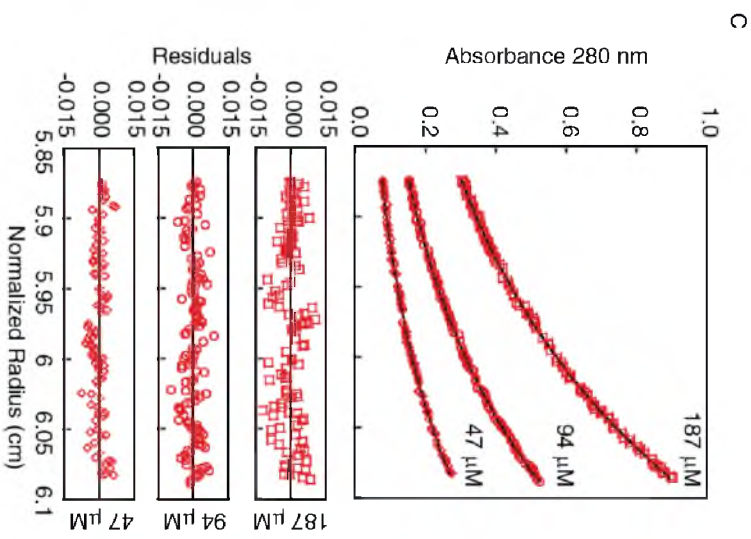 C
Absorbance 280 nm
1.0
0.8
0.6
0.4
0.2
0.0
187 μM
94 μM
47 μM
Residuals
0.015
0.000
-0.015
187 μM
0.015
0.000
-0.015
94 μM
0.015
0.000
-0.015
47 μM
5.85 5.9 5.95 6 6.05 6.1
Normalized Radius (cm)